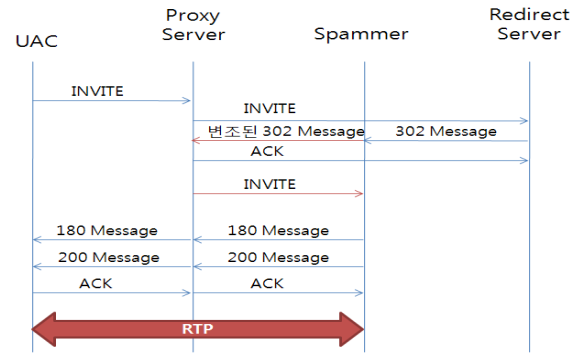 UAC
Proxy
Server
Spammer
Redirect
Server
INVITE
INVITE
변조된 302 Message
302 Message
ACK
INVITE
180 Message
180 Message
200 Message
200 Message
ACK
ACK
RTP